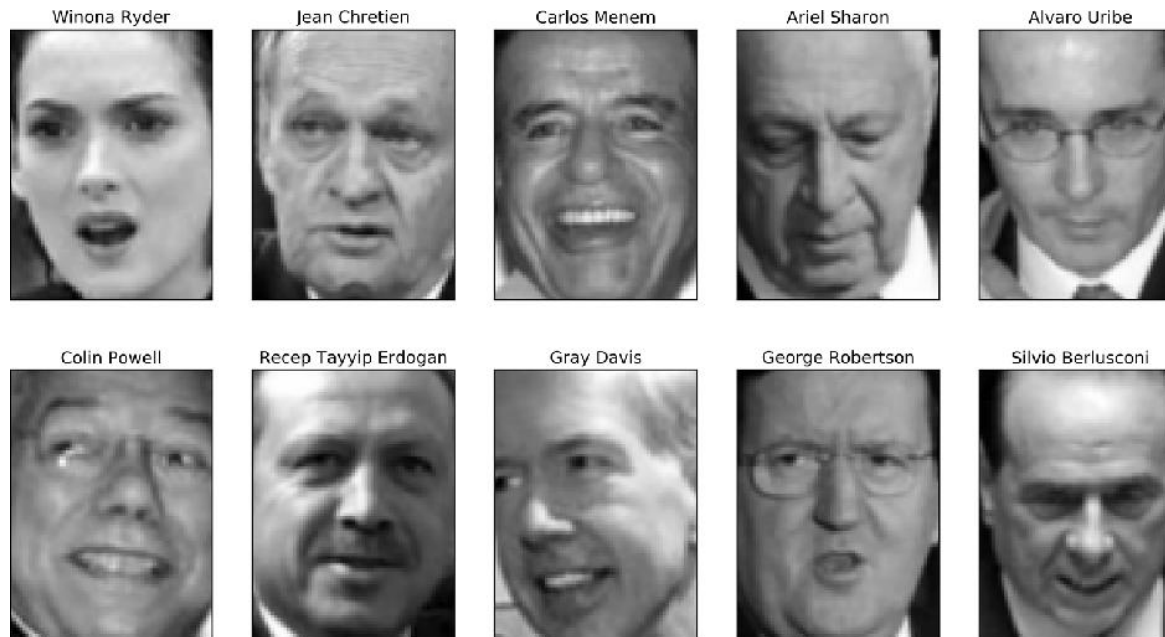 Winona Ryder
Jean Chretien
Carlos Menem
Ariel Sharon
Alvaro Uribe
Colin Powell
Recep Tayyip Erdogan
Gray Davis
George Robertson
Silvio Berlusconi